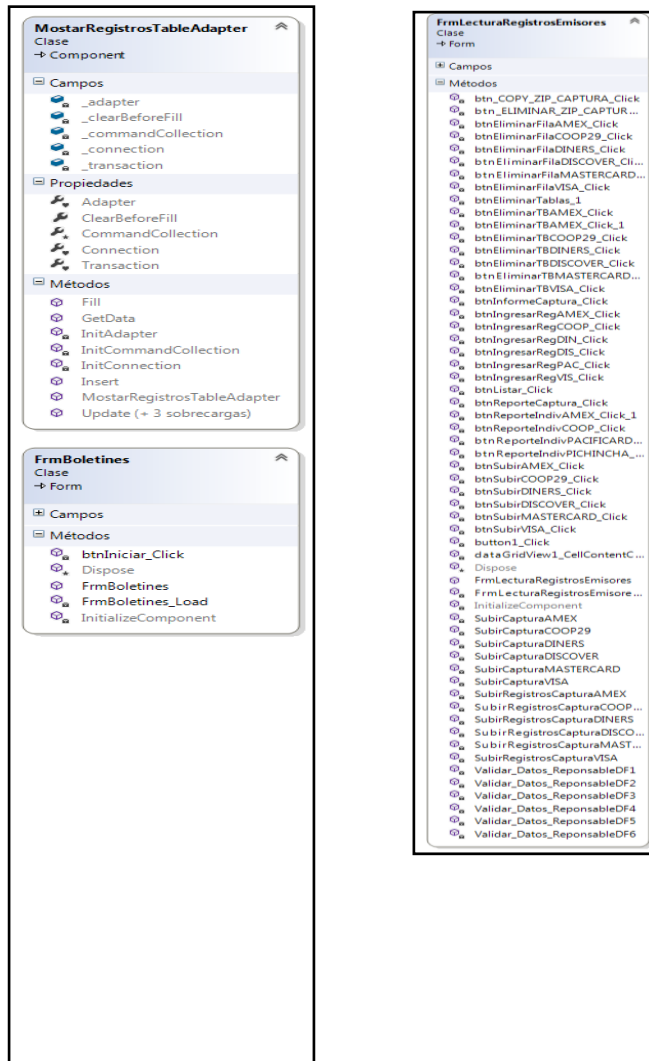 MostarRegistrosTableAdapter
Clase
Component
Campos
_adapter
_clearBeforeFill
_commandCollection
_connection
_transaction
Propiedades
Adapter
ClearBeforeFill
CommandCollection
Connection
Transaction
Métodos
Fill
GetData
InitAdapter
InitCommandCollection
InitConnection
Insert
MostarRegistrosTableAdapter
Update (+ 3 sobrecargas)
FrmBoletines
Clase
Form
Campos
Métodos
btnIniciar_Click
Dispose
FrmBoletines
FrmBoletines_Load
InitializeComponent
FrmLecturaRegistrosEmisores
Clase
Form
Campos
Métodos
btn_COPY_ZIP_CAPTURA_Click
btn_ELIMINAR_ZIP_CAPTUR...
btnEliminarFilaAMEX_Click
btnEliminarFilaCOOP29_Click
btnEliminarFilaDINERS_Click
btnEliminarFilaDISCOVER_Cli...
btnEliminarFilaMASTERCARD...
btnEliminarFilaVISA_Click
btnEliminarTablas_1
btnEliminarTBAMEX_Click
btnEliminarTBAMEX_Click_1
btnEliminarTBCOOP29_Click
btnEliminarTBDINERS_Click
btnEliminarTBDISCOVER_Click
btnEliminarTBMASTERCARD...
btnEliminarTBVISA_Click
btnInformeCaptura_Click
btnIngresarRegAMEX_Click
btnIngresarRegCOOP_Click
btnIngresarRegDIN_Click
btnIngresarRegDIS_Click
btnIngresarRegPAC_Click
btnIngresarRegVIS_Click
btnListar_Click
btnReporteCaptura_Click
btnReporteIndivAMEX_Click_1
btnReporteIndivCOOP_Click
btnReporteIndivPACIFICARD...
btnReporteIndivPICHINCHA_...
btnSubirAMEX_Click
btnSubirCOOP29_Click
btnSubirDINERS_Click
btnSubirDISCOVER_Click
btnSubirMASTERCARD_Click
btnSubirVISA_Click
button1_Click
dataGridView1_CellContentC...
Dispose
FrmLecturaRegistrosEmisores
FrmLecturaRegistrosEmisore...
InitializeComponent
SubirCapturaAMEX
SubirCapturaCOOP29
SubirCapturaDINERS
SubirCapturaDISCOVER
SubirCapturaMASTERCARD
SubirCapturaVISA
SubirRegistrosCapturaAMEX
SubirRegistrosCapturaCOOP...
SubirRegistrosCapturaDINERS
SubirRegistrosCapturaDISCO...
SubirRegistrosCapturaMAST...
SubirRegistrosCapturaVISA
Validar_Datos_ReponsableDF1
Validar_Datos_ReponsableDF2
Validar_Datos_ReponsableDF3
Validar_Datos_ReponsableDF4
Validar_Datos_ReponsableDF5
Validar_Datos_ReponsableDF6